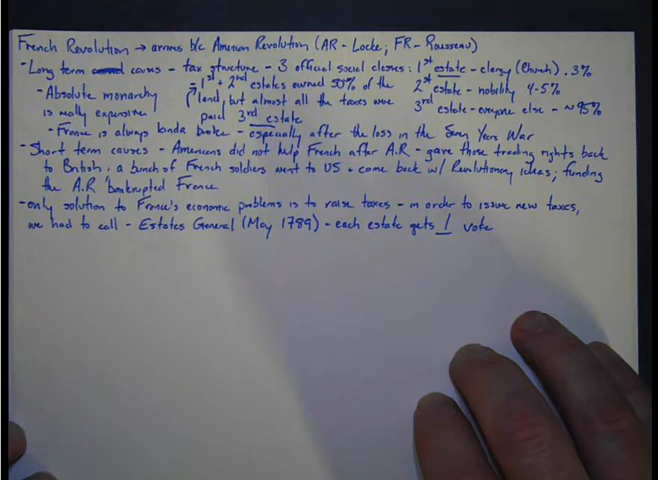 French Revolution → arrives b/c American Revolution (AR - Locke; FR - Rousseau)
- Long term causes - tax structure - 3 official social classes: 1st estate - clergy (Church) .3%
- Absolute monarchy is really expensive
- 1st + 2nd estates owned 50% of the land, but almost all the taxes were paid 3rd estate
2st estate - nobility 4-5%
3rd estate - everyone else - ~95%
- France is always kinda broke - especially after the loss in the Seven Years War
- Short term causes - Americans did not help French after A.R - gave those trading rights back
to British; a bunch of French soldiers went to US + come back w/ Revolutionary ideas; funding
the A.R bankrupted France
- only solution to France's economic problems is to raise taxes - in order to issue new taxes,
we had to call - Estates General (May 1789) - each estate gets 1 vote